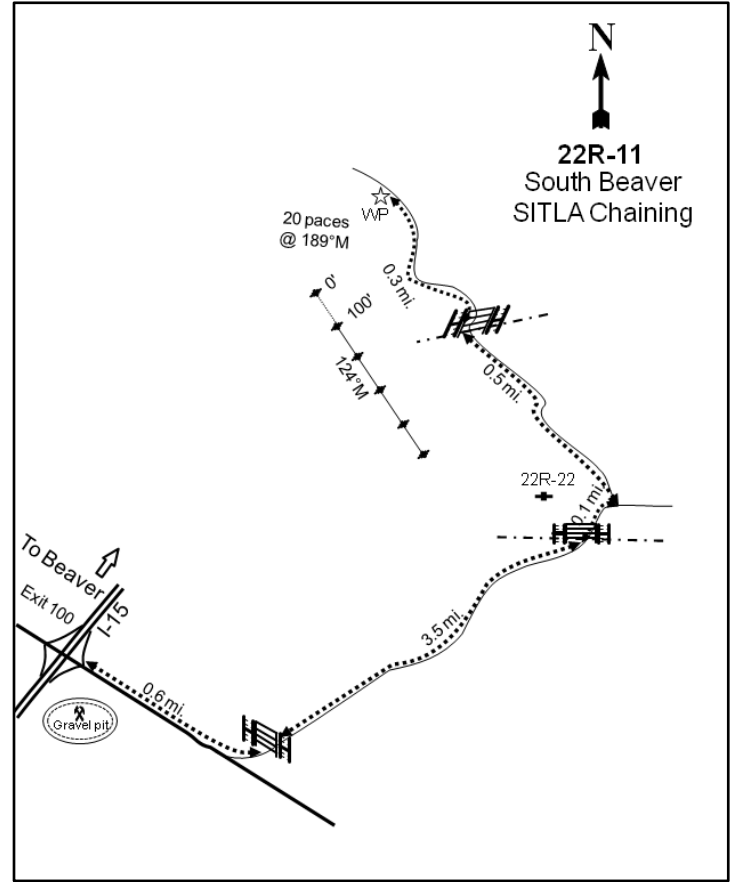 N
22R-11
South Beaver
SITLA Chaining
WP
20 paces
@ 189°M
0'
100'
124°M
0.3 mi.
0.5 mi.
22R-22
0.1 mi.
To Beaver
Exit 100
I-15
3.5 mi.
0.6 mi.
Gravel pit